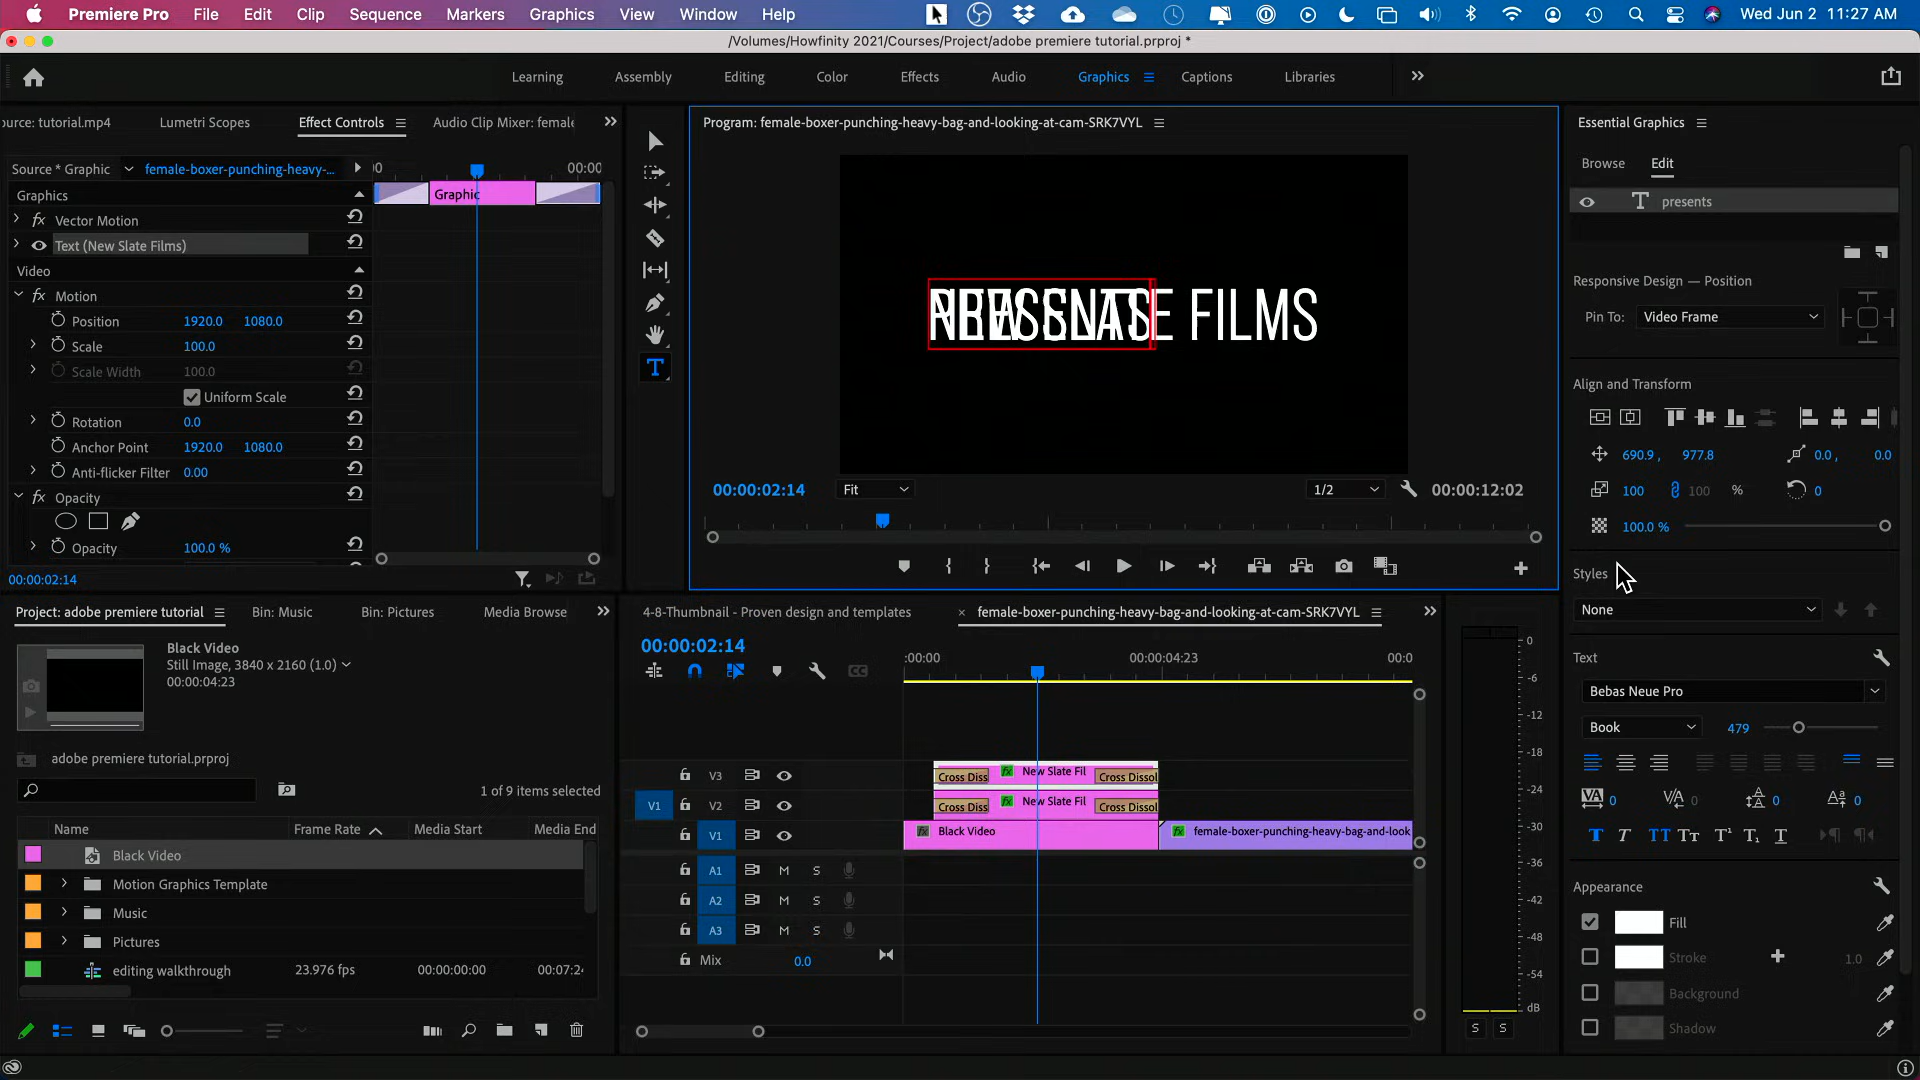 Premiere Pro File Edit Clip Sequence Markers Graphics View Window Help Wed Jun 2 11:27 AM
/Volumes/Howfinity 2021/Courses/Project/adobe premiere tutorial.prproj *
Learning Assembly Editing Color Effects Audio Graphics Captions Libraries
ource: tutorial.mp4 Lumetri Scopes Effect Controls Audio Clip Mixer: female
Source * Graphic female-boxer-punching-heavy-... 00 00:00
Graphics Graphic
Vector Motion
Text (New Slate Films)
Video
Motion
Position 1920.0 1080.0
Scale 100.0
Scale Width 100.0
Uniform Scale
Rotation 0.0
Anchor Point 1920.0 1080.0
Anti-flicker Filter 0.00
Opacity
Opacity 100.0 %
00:00:02:14
Program: female-boxer-punching-heavy-bag-and-looking-at-cam-SRK7VYL
FILMS
00:00:02:14 Fit 1/2 00:00:12:02
Essential Graphics
Browse Edit
presents
Responsive Design — Position
Pin To: Video Frame
Align and Transform
690.9 , 977.8 0.0 , 0.0
100 100 % 0
100.0 %
Styles
None
Text
Bebas Neue Pro
Book 479
0 0 0 0
Appearance
Fill
Stroke 1.0
Background
Shadow
Project: adobe premiere tutorial Bin: Music Bin: Pictures Media Browse
Black Video
Still Image, 3840 x 2160 (1.0)
00:00:04:23
adobe premiere tutorial.prproj
1 of 9 items selected
Name Frame Rate Media Start Media End
Black Video
Motion Graphics Template
Music
Pictures
editing walkthrough 23.976 fps 00:00:00:00 00:07:24
4-8-Thumbnail - Proven design and templates × female-boxer-punching-heavy-bag-and-looking-at-cam-SRK7VYL
00:00:02:14
:00:00 00:00:04:23 00:0
V3 Cross Diss New Slate Fil Cross Dissol
V1 V2 Cross Diss New Slate Fil Cross Dissol
V1 Black Video female-boxer-punching-heavy-bag-and-look
A1 M S
A2 M S
A3 M S
Mix 0.0
0
-6
-12
-18
-24
-30
-36
-42
-48
-54
dB
S S